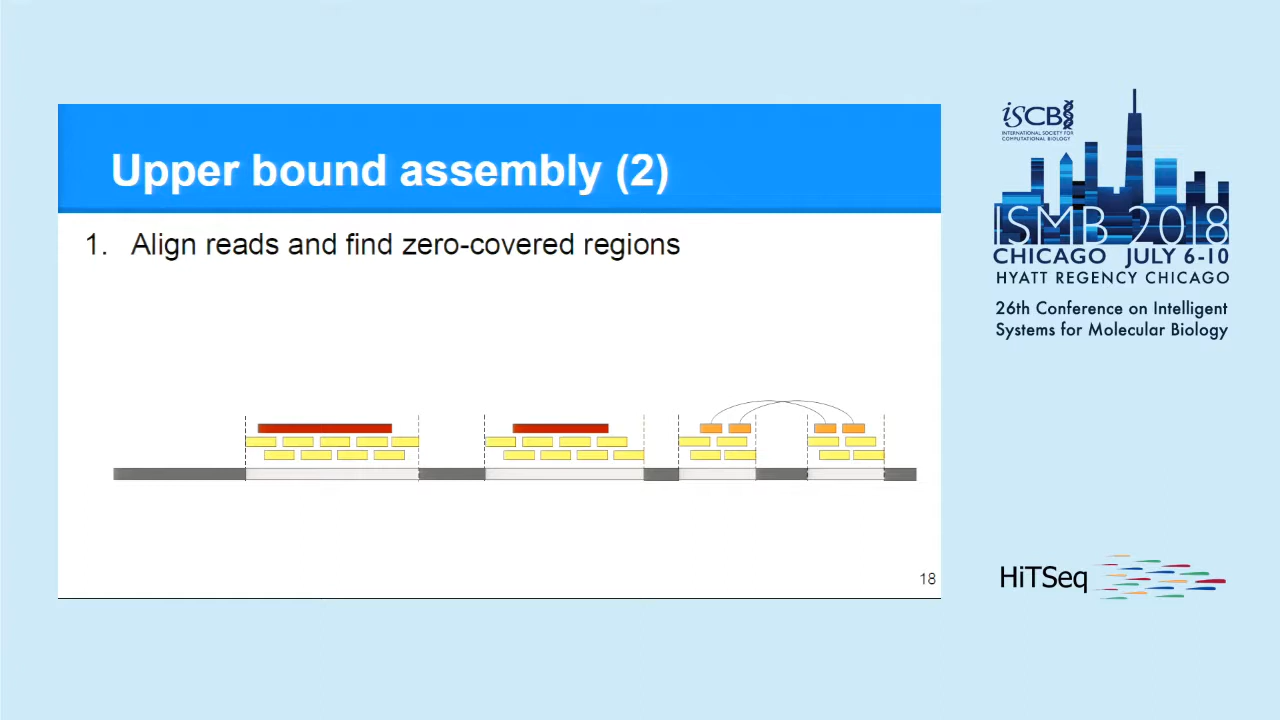 Upper bound assembly (2)
1. Align reads and find zero-covered regions
18
iSCB
INTERNATIONAL SOCIETY FOR
COMPUTATIONAL BIOLOGY
ISMB 2018
CHICAGO JULY 6-10
HYATT REGENCY CHICAGO
26th Conference on Intelligent
Systems for Molecular Biology
HiTSeq